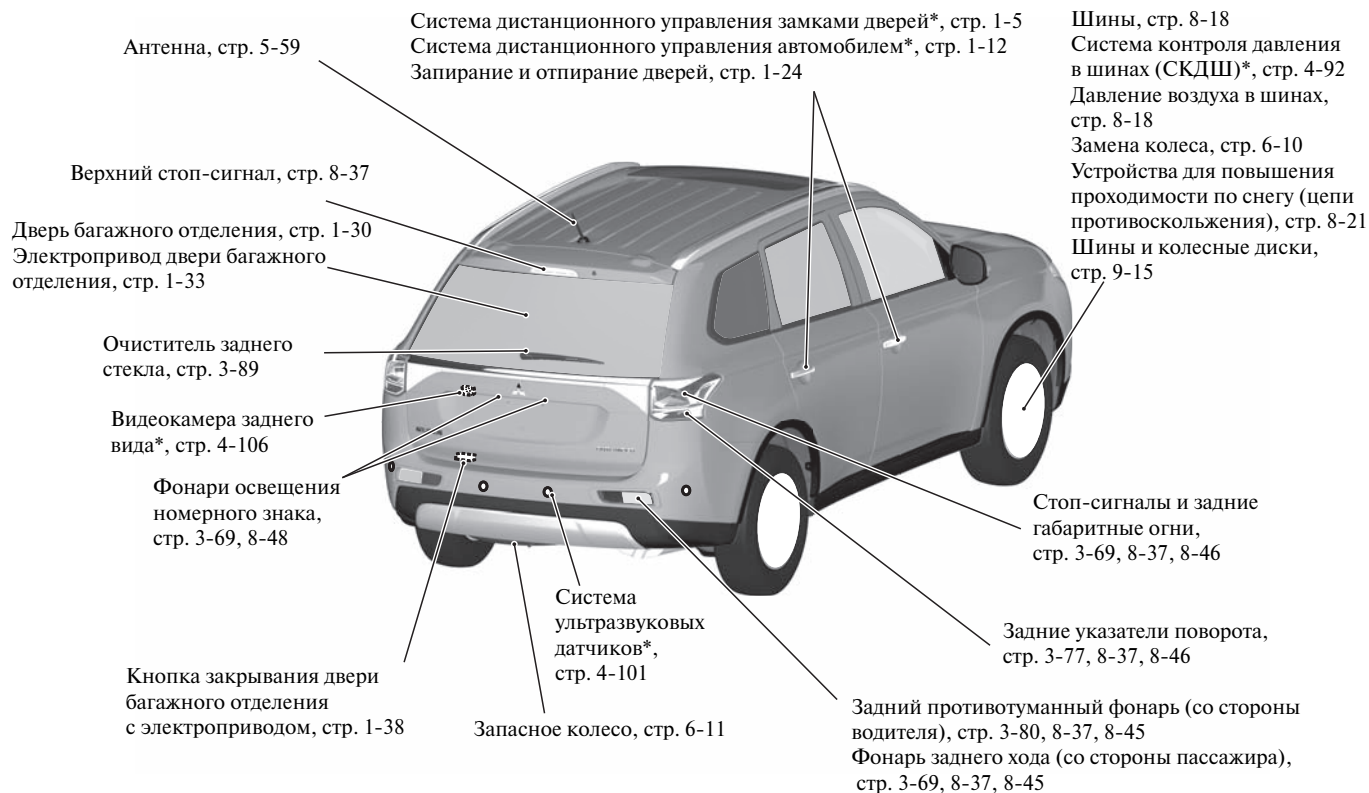 Система дистанционного управления замками дверей*, стр. 1-5
Система дистанционного управления автомобилем*, стр. 1-12
Запирание и отпирание дверей, стр. 1-24
Шины, стр. 8-18
Система контроля давления
в шинах (СКДШ)*, стр. 4-92
Давление воздуха в шинах,
стр. 8-18
Замена колеса, стр. 6-10
Устройства для повышения
проходимости по снегу (цепи
противоскольжения), стр. 8-21
Шины и колесные диски,
стр. 9-15
Антенна, стр. 5-59
Верхний стоп-сигнал, стр. 8-37
Дверь багажного отделения, стр. 1-30
Электропривод двери багажного
отделения, стр. 1-33
Очиститель заднего
стекла, стр. 3-89
Видеокамера заднего
вида*, стр. 4-106
Фонари освещения
номерного знака,
стр. 3-69, 8-48
Кнопка закрывания двери
багажного отделения
с электроприводом, стр. 1-38
Запасное колесо, стр. 6-11
Система
ультразвуковых
датчиков*,
стр. 4-101
Стоп-сигналы и задние
габаритные огни,
стр. 3-69, 8-37, 8-46
Задние указатели поворота,
стр. 3-77, 8-37, 8-46
Задний противотуманный фонарь (со стороны
водителя), стр. 3-80, 8-37, 8-45
Фонарь заднего хода (со стороны пассажира),
стр. 3-69, 8-37, 8-45